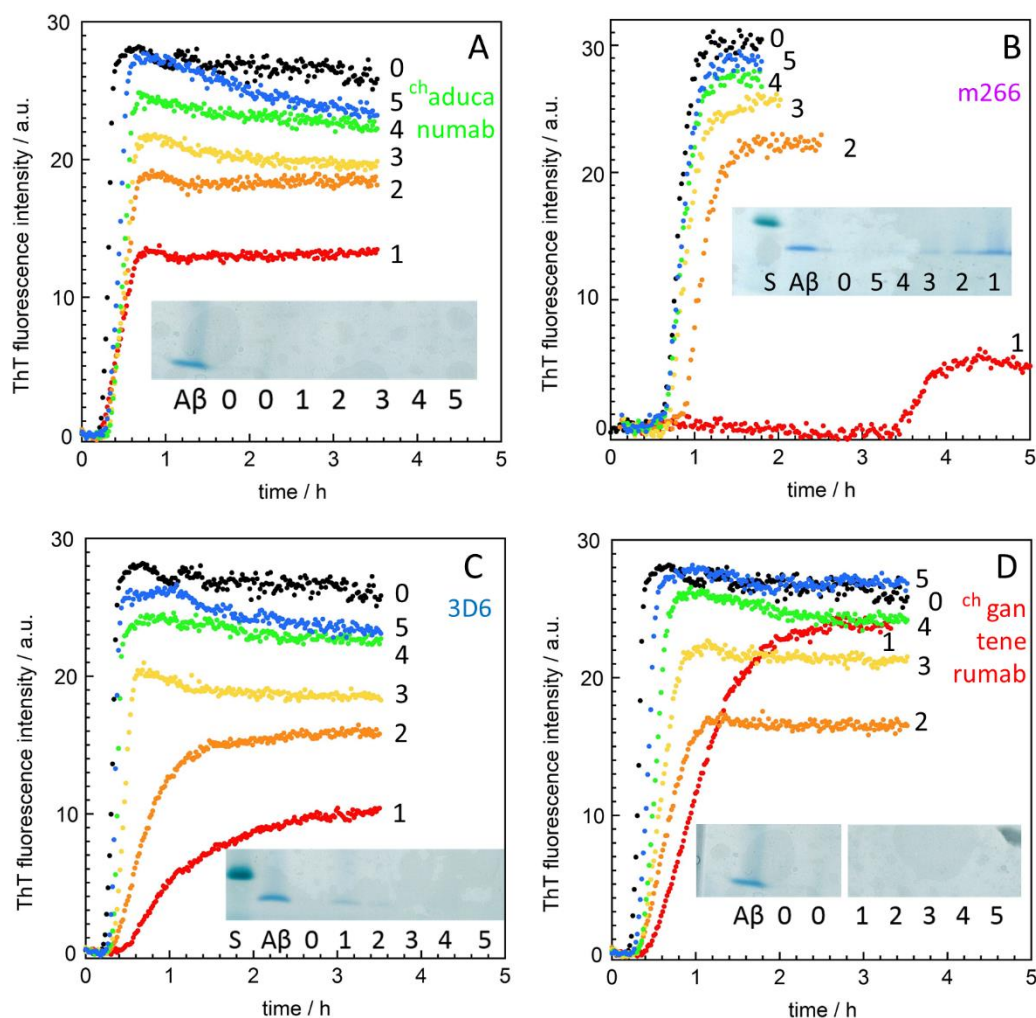 30
20
10
0
ThT fluorescence intensity / a.u.
A
0
5
4
3
2
1
ch aduca
numab
Aβ 0 0 1 2 3 4 5
0 1 2 3 4 5
time / h
30
20
10
0
ThT fluorescence intensity / a.u.
B
m266
0
5
4
3
2
S Aβ 0 5 4 3 2 1
1
0 1 2 3 4 5
time / h
30
20
10
0
ThT fluorescence intensity / a.u.
C
3D6
0
5
4
3
2
1
S Aβ 0 1 2 3 4 5
0 1 2 3 4 5
time / h
30
20
10
0
ThT fluorescence intensity / a.u.
D
ch gan
tene
rumab
5
0
4
1
3
2
Aβ 0 0 1 2 3 4 5
0 1 2 3 4 5
time / h